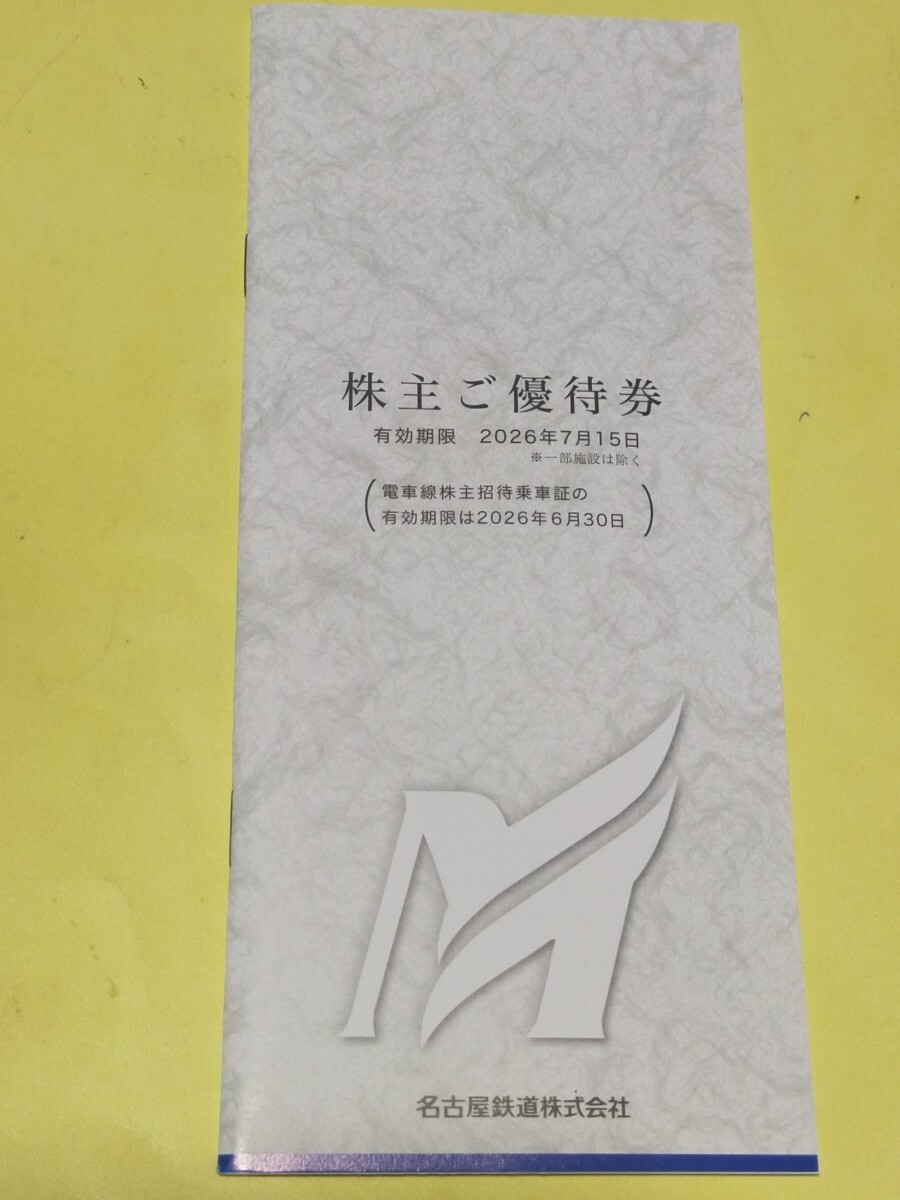 株主ご優待券
有効期限 2026年7月15日
※一部施設は除く
(電車線株主招待乗車証の
有効期限は2026年6月30日)
名古屋鉄道株式会社